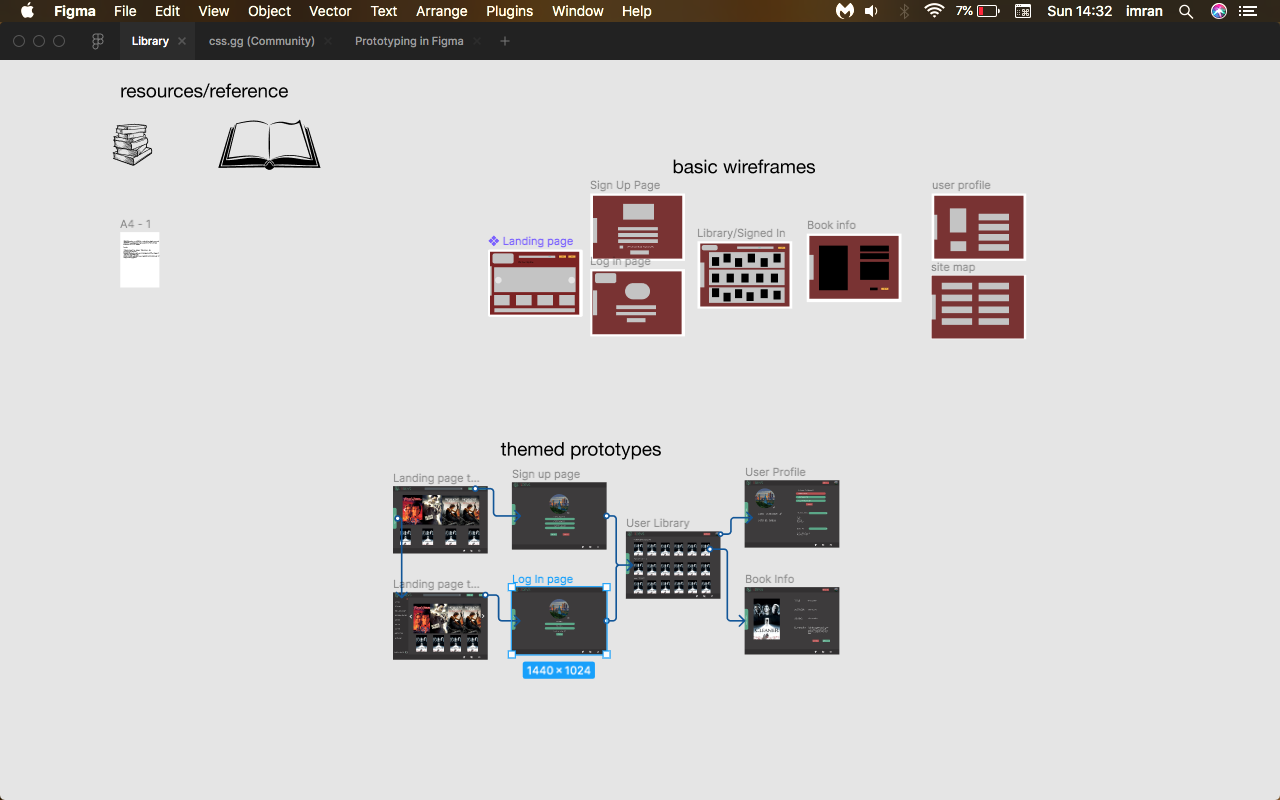 Figma File Edit View Object Vector Text Arrange Plugins Window Help 7% Sun 14:32 imran
Library css.gg (Community) Prototyping in Figma
resources/reference
A4 - 1
basic wireframes
Sign Up Page
user profile
Book info
Library/Signed In
Landing page
Log in page
site map
themed prototypes
User Profile
Sign up page
Landing page t...
User Library
Log In page
Book Info
Landing page t...
CLEANER
1440 × 1024